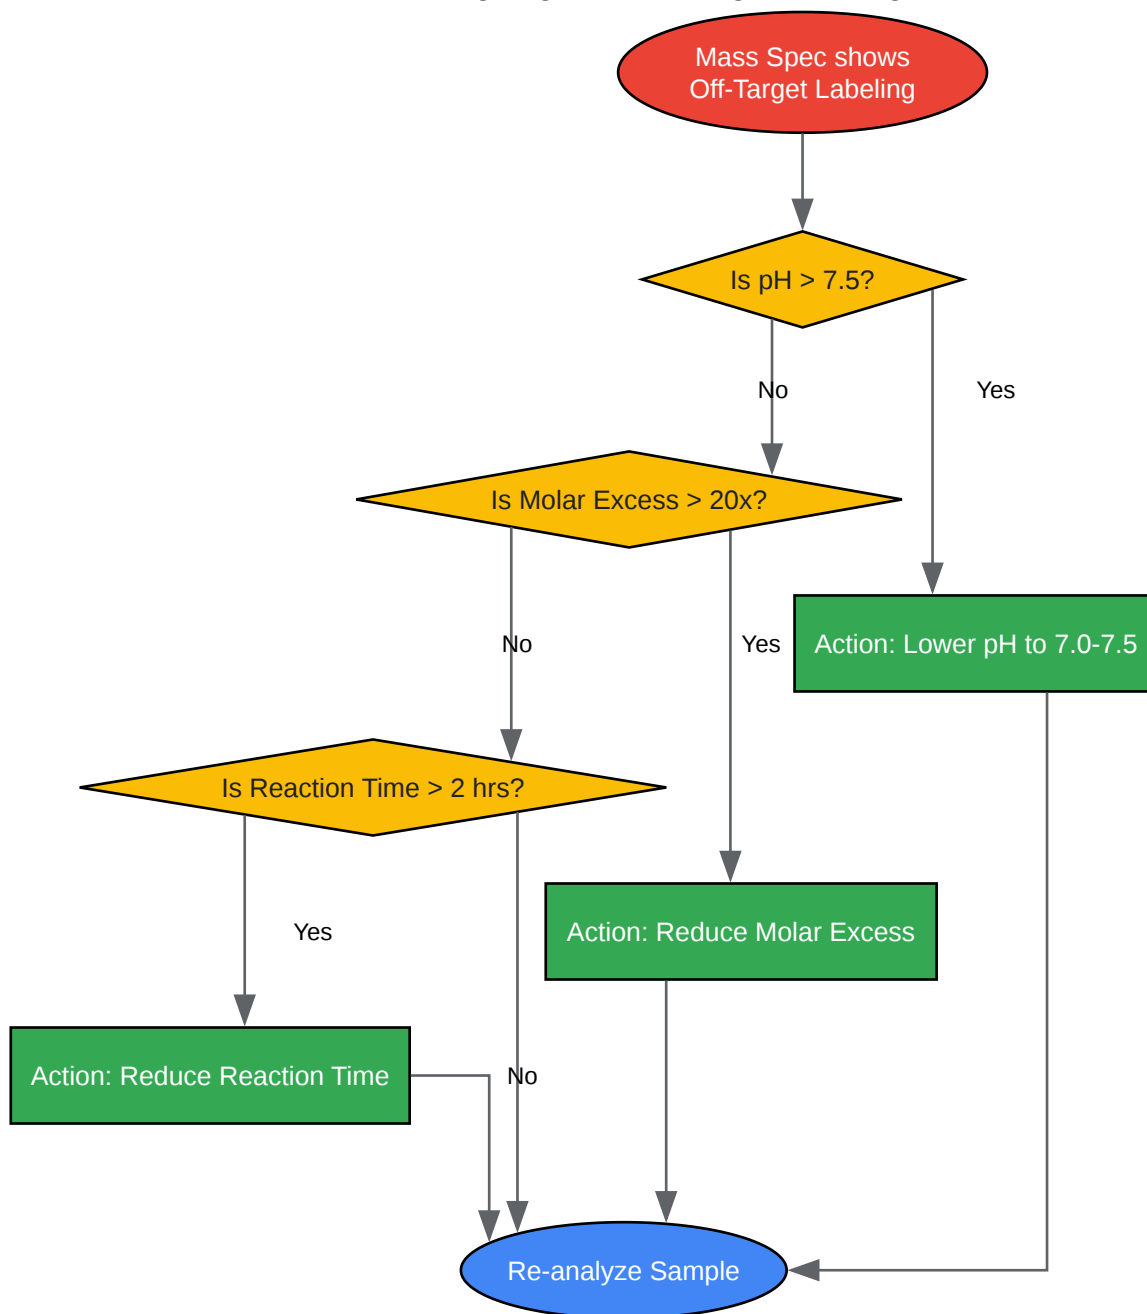 Mass Spec shows
Off-Target Labeling
Is pH > 7.5?
No
Yes
Is Molar Excess > 20x?
No
Yes
Action: Lower pH to 7.0-7.5
Is Reaction Time > 2 hrs?
Yes
Action: Reduce Molar Excess
Action: Reduce Reaction Time
No
Re-analyze Sample